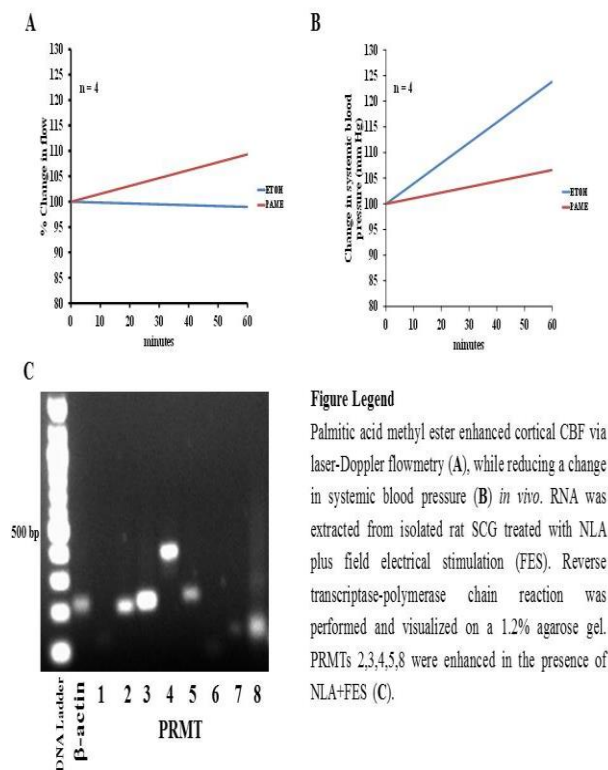 A
130
125
120
115
110
105
100
95
90
85
80
n = 4
% Change in flow
ETOH
PAME
0 10 20 30 40 50 60
minutes
B
130
125
120
115
110
105
100
95
90
85
80
n = 4
Change in systemic blood
pressure (mm Hg)
ETOH
PAME
0 10 20 30 40 50 60
minutes
C
500 bp
DNA Ladder
β-actin
1 2 3 4 5 6 7 8
PRMT
Figure Legend
Palmitic acid methyl ester enhanced cortical CBF via
laser-Doppler flowmetry (A), while reducing a change
in systemic blood pressure (B) in vivo. RNA was
extracted from isolated rat SCG treated with NLA
plus field electrical stimulation (FES). Reverse
transcriptase-polymerase chain reaction was
performed and visualized on a 1.2% agarose gel.
PRMTs 2,3,4,5,8 were enhanced in the presence of
NLA+FES (C).